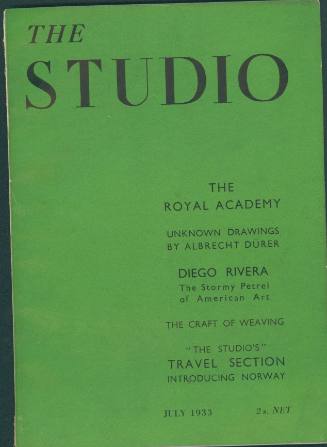 THE
STUDIO
THE
ROYAL ACADEMY
UNKNOWN DRAWINGS
BY ALBRECHT DÜRER
DIEGO RIVERA
The Stormy Petrel
of American Art
THE CRAFT OF WEAVING
"THE STUDIO'S"
TRAVEL SECTION
INTRODUCING NORWAY
JULY 1933 2s. NET